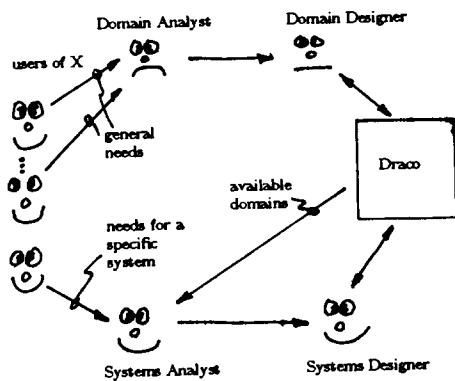 Domain Analyst
Domain Designer
users of X
general
needs
Draco
available
domains
needs for a
specific
system
Systems Analyst
Systems Designer